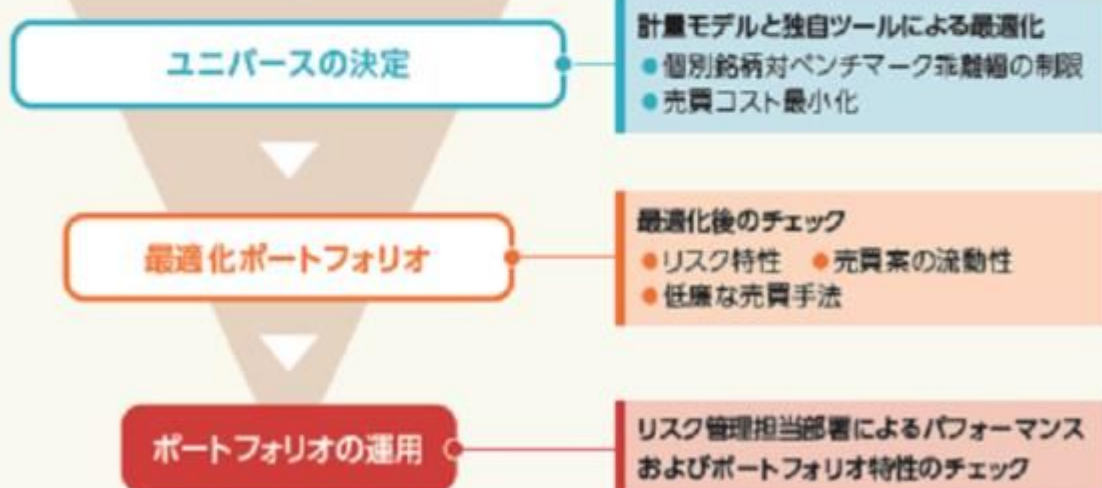 ユニバースの決定
計量モデルと独自ツールによる最適化
●個別銘柄対ベンチマーク乖離幅の制限
●売買コスト最小化
最適化ポートフォリオ
最適化後のチェック
●リスク特性 ●売買案の流動性
●低廉な売買手法
ポートフォリオの運用
リスク管理担当部署によるパフォーマンス
およびポートフォリオ特性のチェック